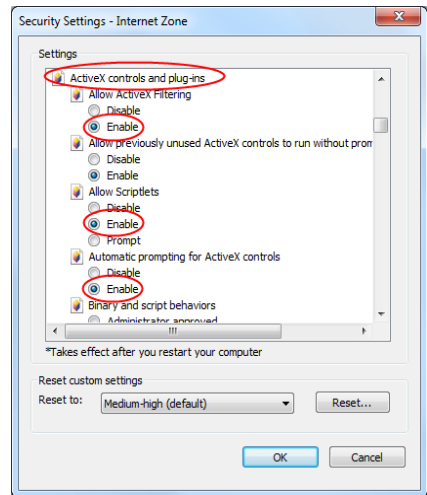 Security Settings - Internet Zone
Settings
ActiveX controls and plug-ins
Allow ActiveX Filtering
Disable
Enable
Allow previously unused ActiveX controls to run without prom
Disable
Enable
Allow Scriptlets
Disable
Enable
Prompt
Automatic prompting for ActiveX controls
Disable
Enable
Binary and script behaviors
Administrator approved
*Takes effect after you restart your computer
Reset custom settings
Reset to:
Medium-high (default)
Reset...
OK
Cancel